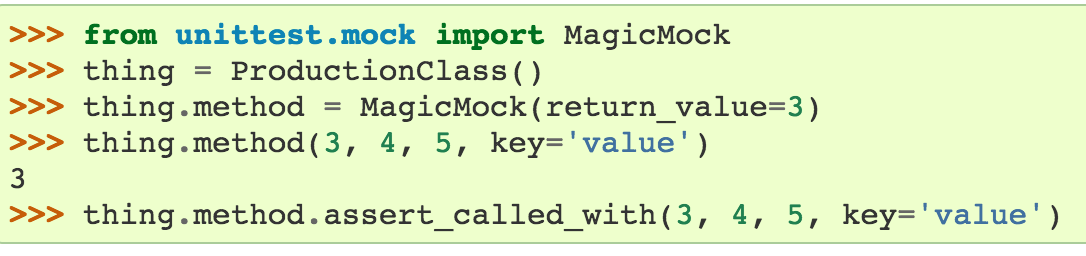 >>> from unittest.mock import MagicMock
>>> thing = ProductionClass()
>>> thing.method = MagicMock(return_value=3)
>>> thing.method(3, 4, 5, key='value')
3
>>> thing.method.assert_called_with(3, 4, 5, key='value')